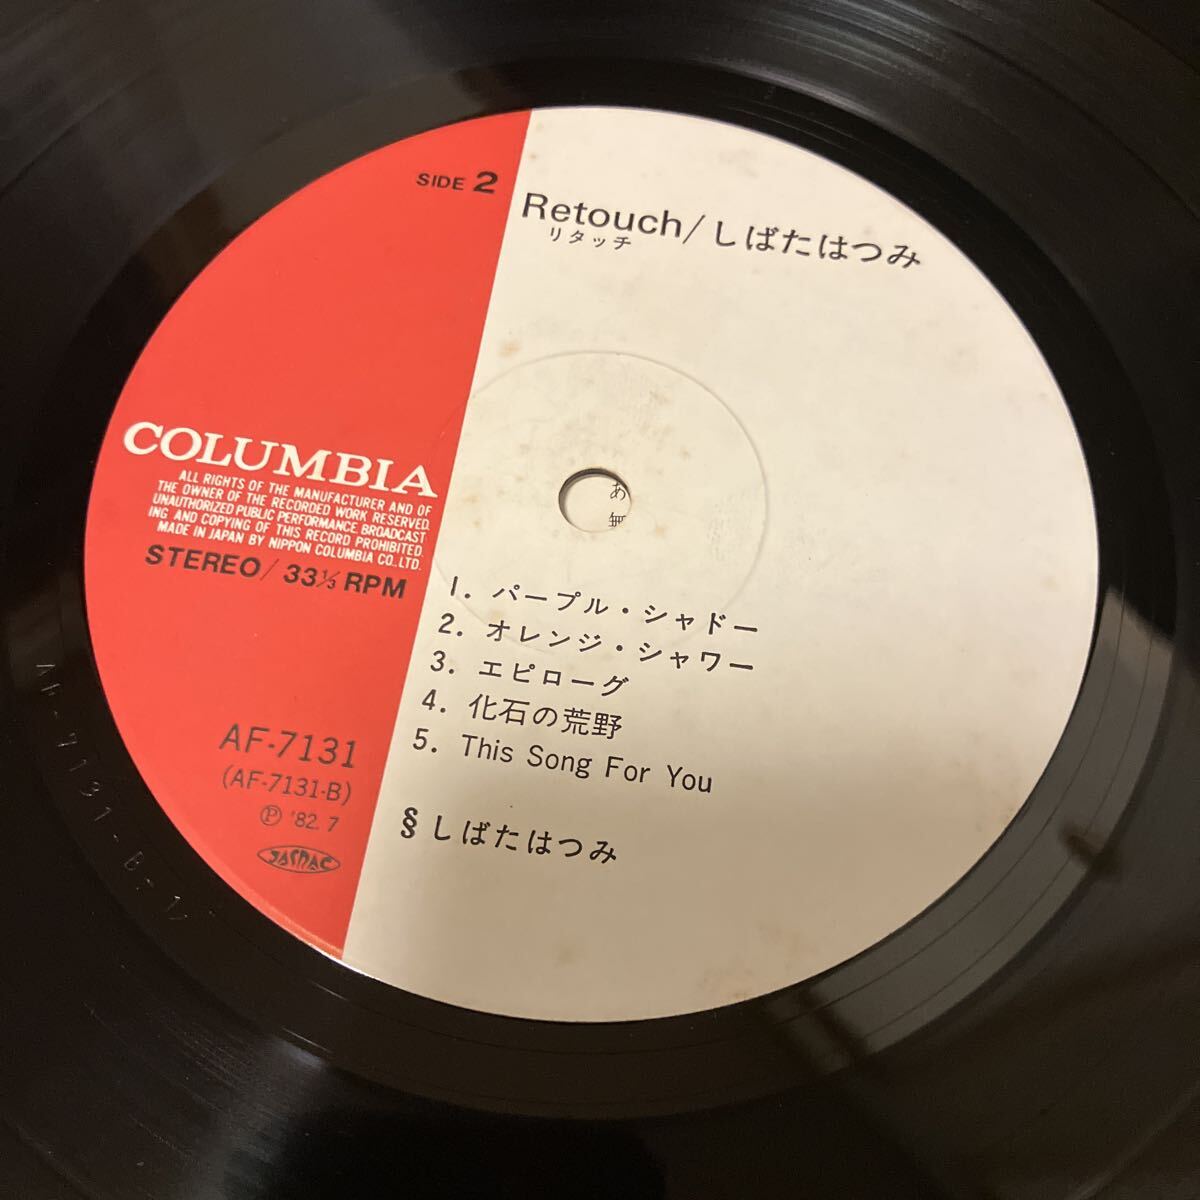 SIDE 2
Retouch/しばたはつみ
リタッチ
COLUMBIA
ALL RIGHTS OF THE MANUFACTURER AND OF
THE OWNER OF THE RECORDED WORK RESERVED.
UNAUTHORIZED PUBLIC PERFORMANCE. BROADCAST
ING AND COPYING OF THIS RECORD PROHIBITED.
MADE IN JAPAN BY NIPPON COLUMBIA CO., LTD.
STEREO/33⅓ RPM
あ
無
1. パープル・シャドー
2. オレンジ・シャワー
3. エピローグ
4. 化石の荒野
5. This Song For You
§しばたはつみ
AF-7131
(AF-7131-B)
Ⓟ '82. 7
JASRAC
AF-7131-B-